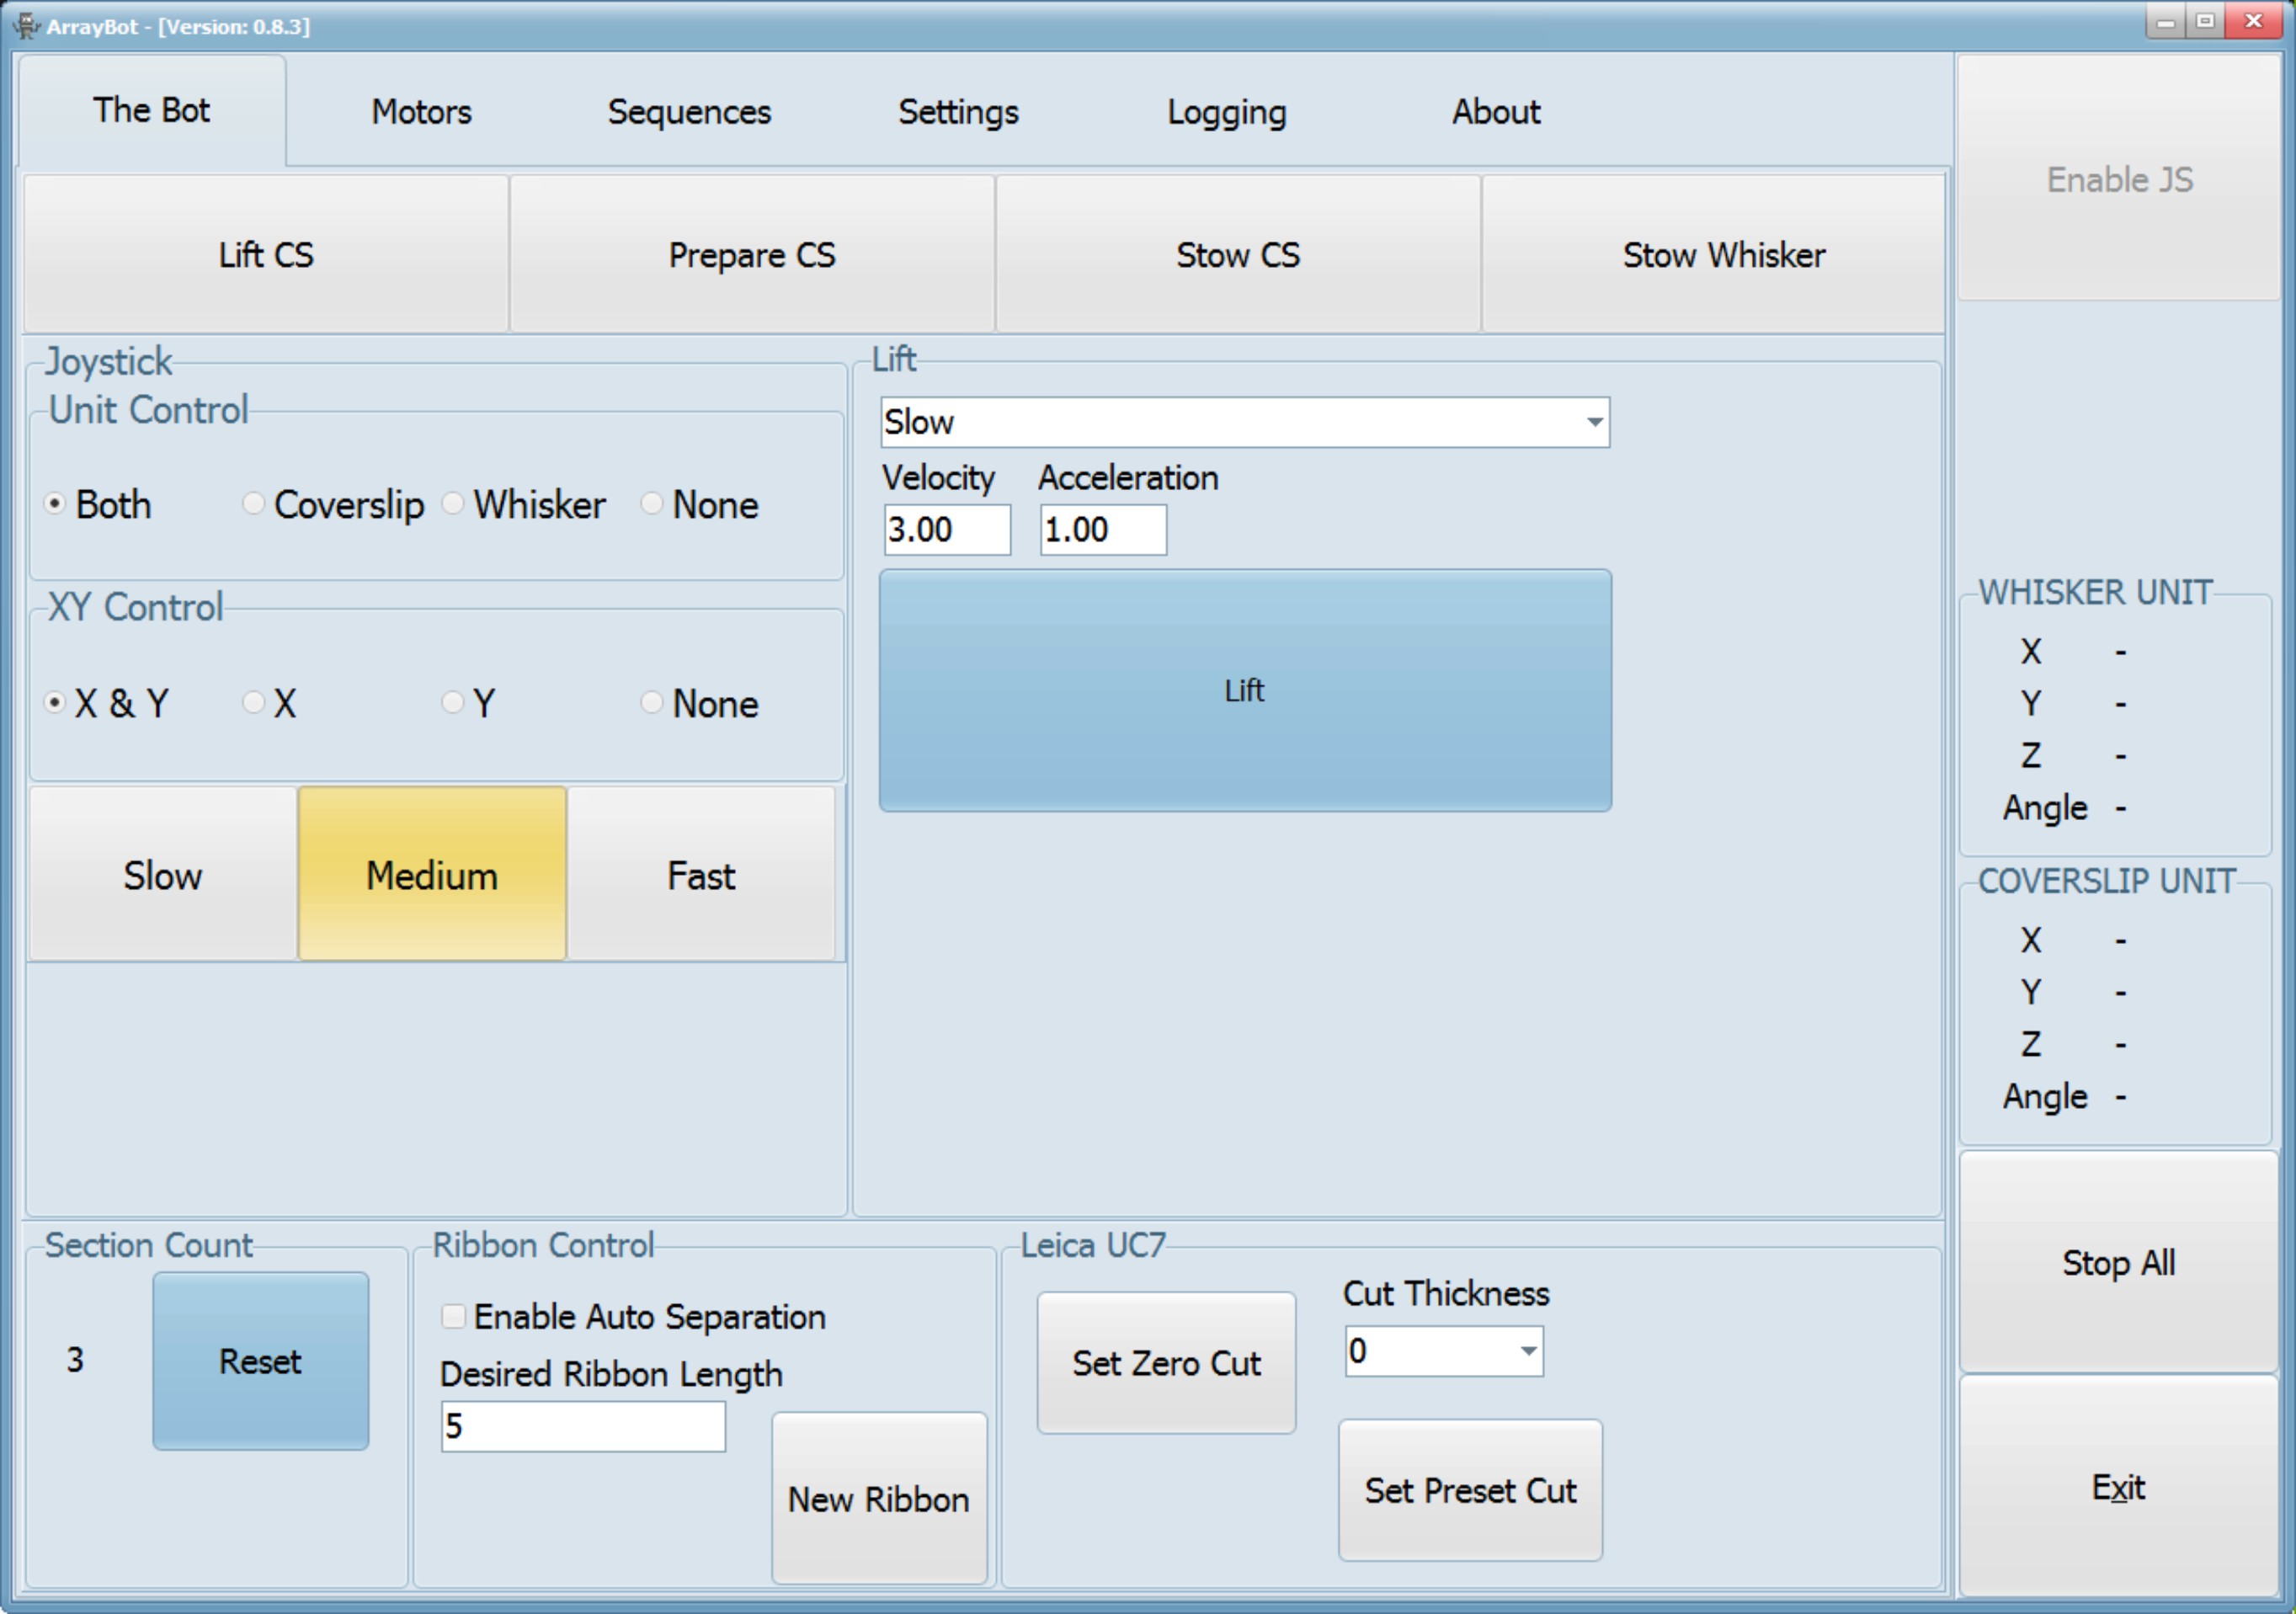 ArrayBot - [Version: 0.8.3]
The Bot Motors Sequences Settings Logging About
Enable JS
Lift CS Prepare CS Stow CS Stow Whisker
Joystick
Unit Control
Both Coverslip Whisker None
XY Control
X & Y X Y None
Slow Medium Fast
Lift
Slow
Velocity Acceleration
3.00 1.00
Lift
WHISKER UNIT
X -
Y -
Z -
Angle -
COVERSLIP UNIT
X -
Y -
Z -
Angle -
Section Count
3 Reset
Ribbon Control
Enable Auto Separation
Desired Ribbon Length
5
New Ribbon
Leica UC7
Set Zero Cut
Cut Thickness
0
Set Preset Cut
Stop All
Exit